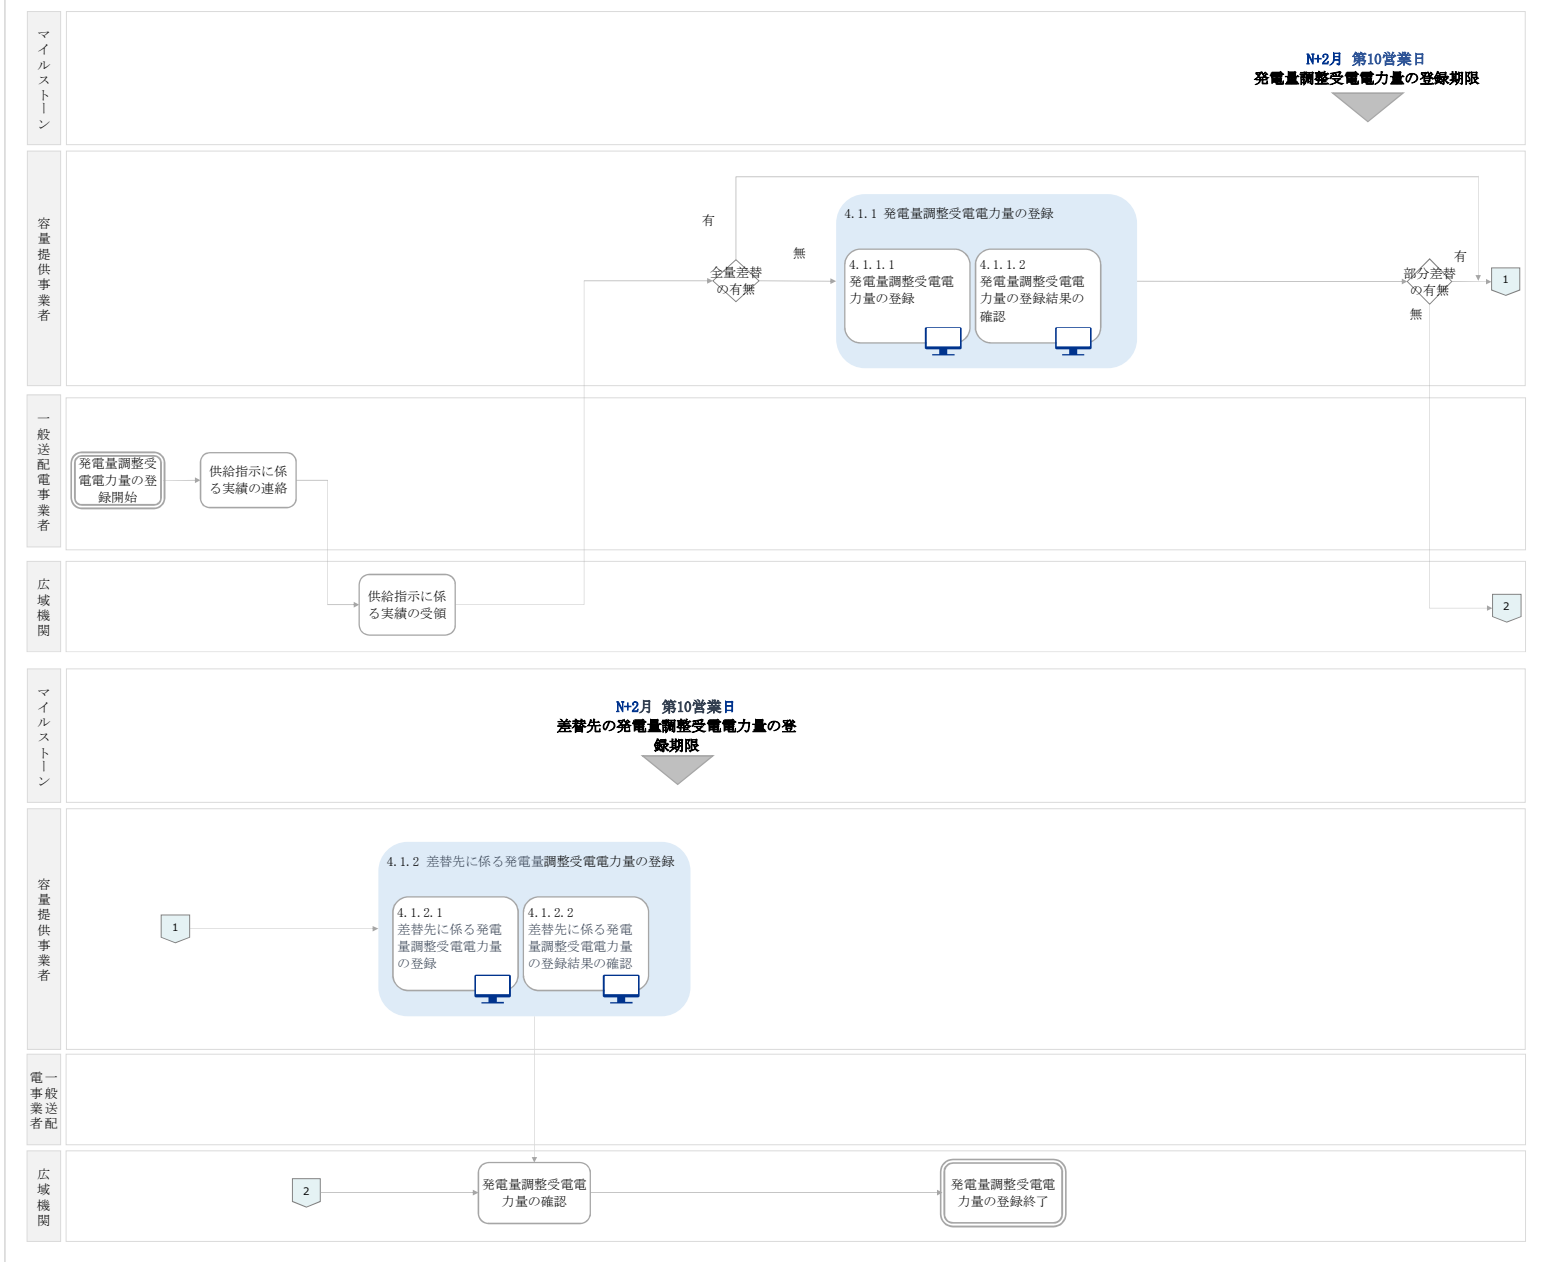 マイルストーン
N+2月 第10営業日
発電量調整受電電力量の登録期限
容量提供事業者
有
無
全量差替
の有無
4.1.1 発電量調整受電電力量の登録
4.1.1.1
発電量調整受電電
力量の登録
4.1.1.2
発電量調整受電電
力量の登録結果の
確認
有
部分差替
の有無
無
1
一般送配電事業者
発電量調整受
電電力量の登
録開始
供給指示に係
る実績の連絡
広域機関
供給指示に係
る実績の受領
2
マイルストーン
N+2月 第10営業日
差替先の発電量調整受電電力量の登
録期限
容量提供事業者
1
4.1.2 差替先に係る発電量調整受電電力量の登録
4.1.2.1
差替先に係る発電
量調整受電電力量
の登録
4.1.2.2
差替先に係る発電
量調整受電電力量
の登録結果の確認
一般送配
電事業者
広域機関
2
発電量調整受電電
力量の確認
発電量調整受電電
力量の登録終了